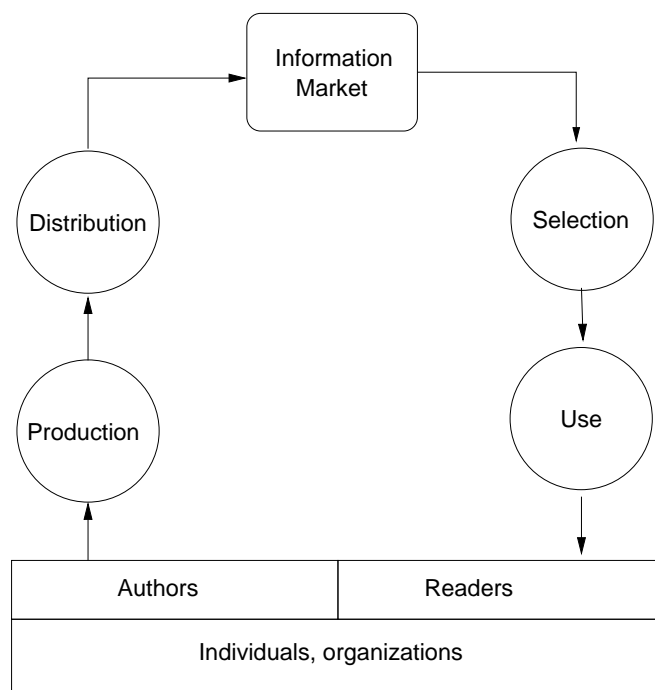 Information
Market
Distribution
Selection
Production
Use
Authors
Readers
Individuals, organizations